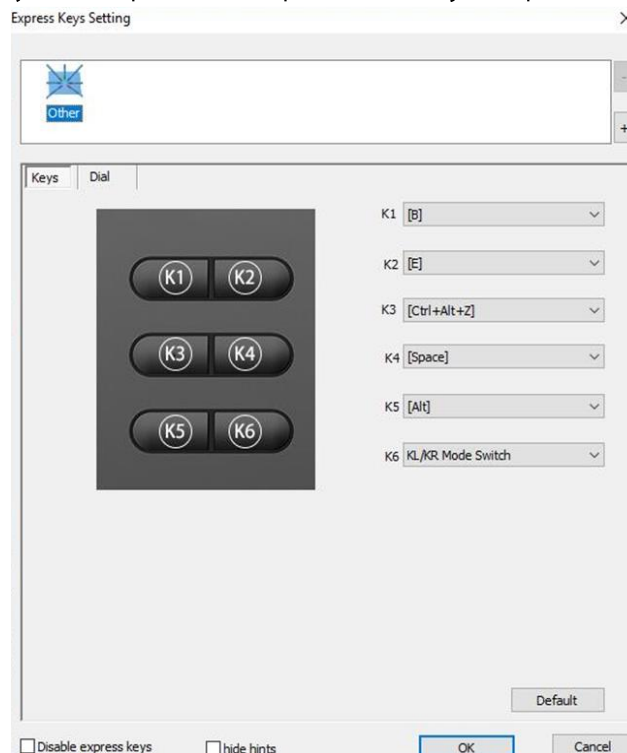 Express Keys Setting
Other
+
Keys Dial
K1 K2
K3 K4
K5 K6
K1 [B]
K2 [E]
K3 [Ctrl+Alt+Z]
K4 [Space]
K5 [Alt]
K6 KL/KR Mode Switch
Default
Disable express keys hide hints OK Cancel